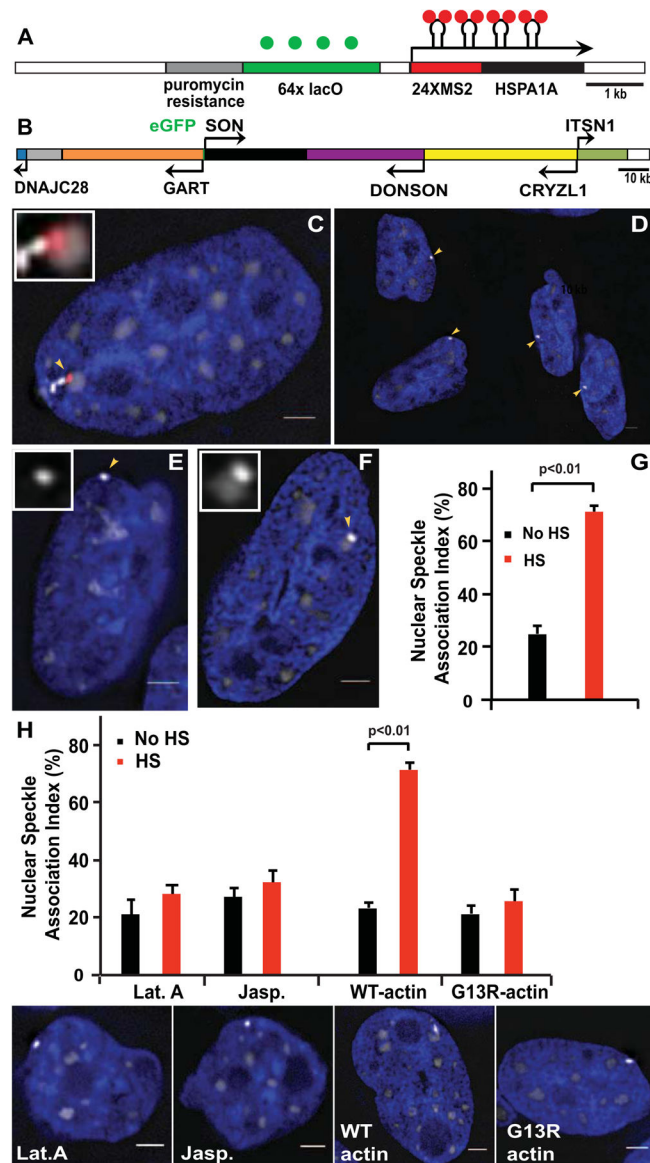 A
puromycin
resistance
64x lacO
24XMS2
HSPA1A
1 kb
B
eGFP
SON
ITSN1
DNAJC28
GART
DONSON
CRYZL1
10 kb
C
D
10 kb
E
F
G
p<0.01
Nuclear Speckle
Association Index (%)
80
60
40
20
0
No HS
HS
H
No HS
HS
p<0.01
Nuclear Speckle
Association Index (%)
80
60
40
20
0
Lat. A
Jasp.
WT-actin
G13R-actin
Lat.A
Jasp.
WT
actin
G13R
actin